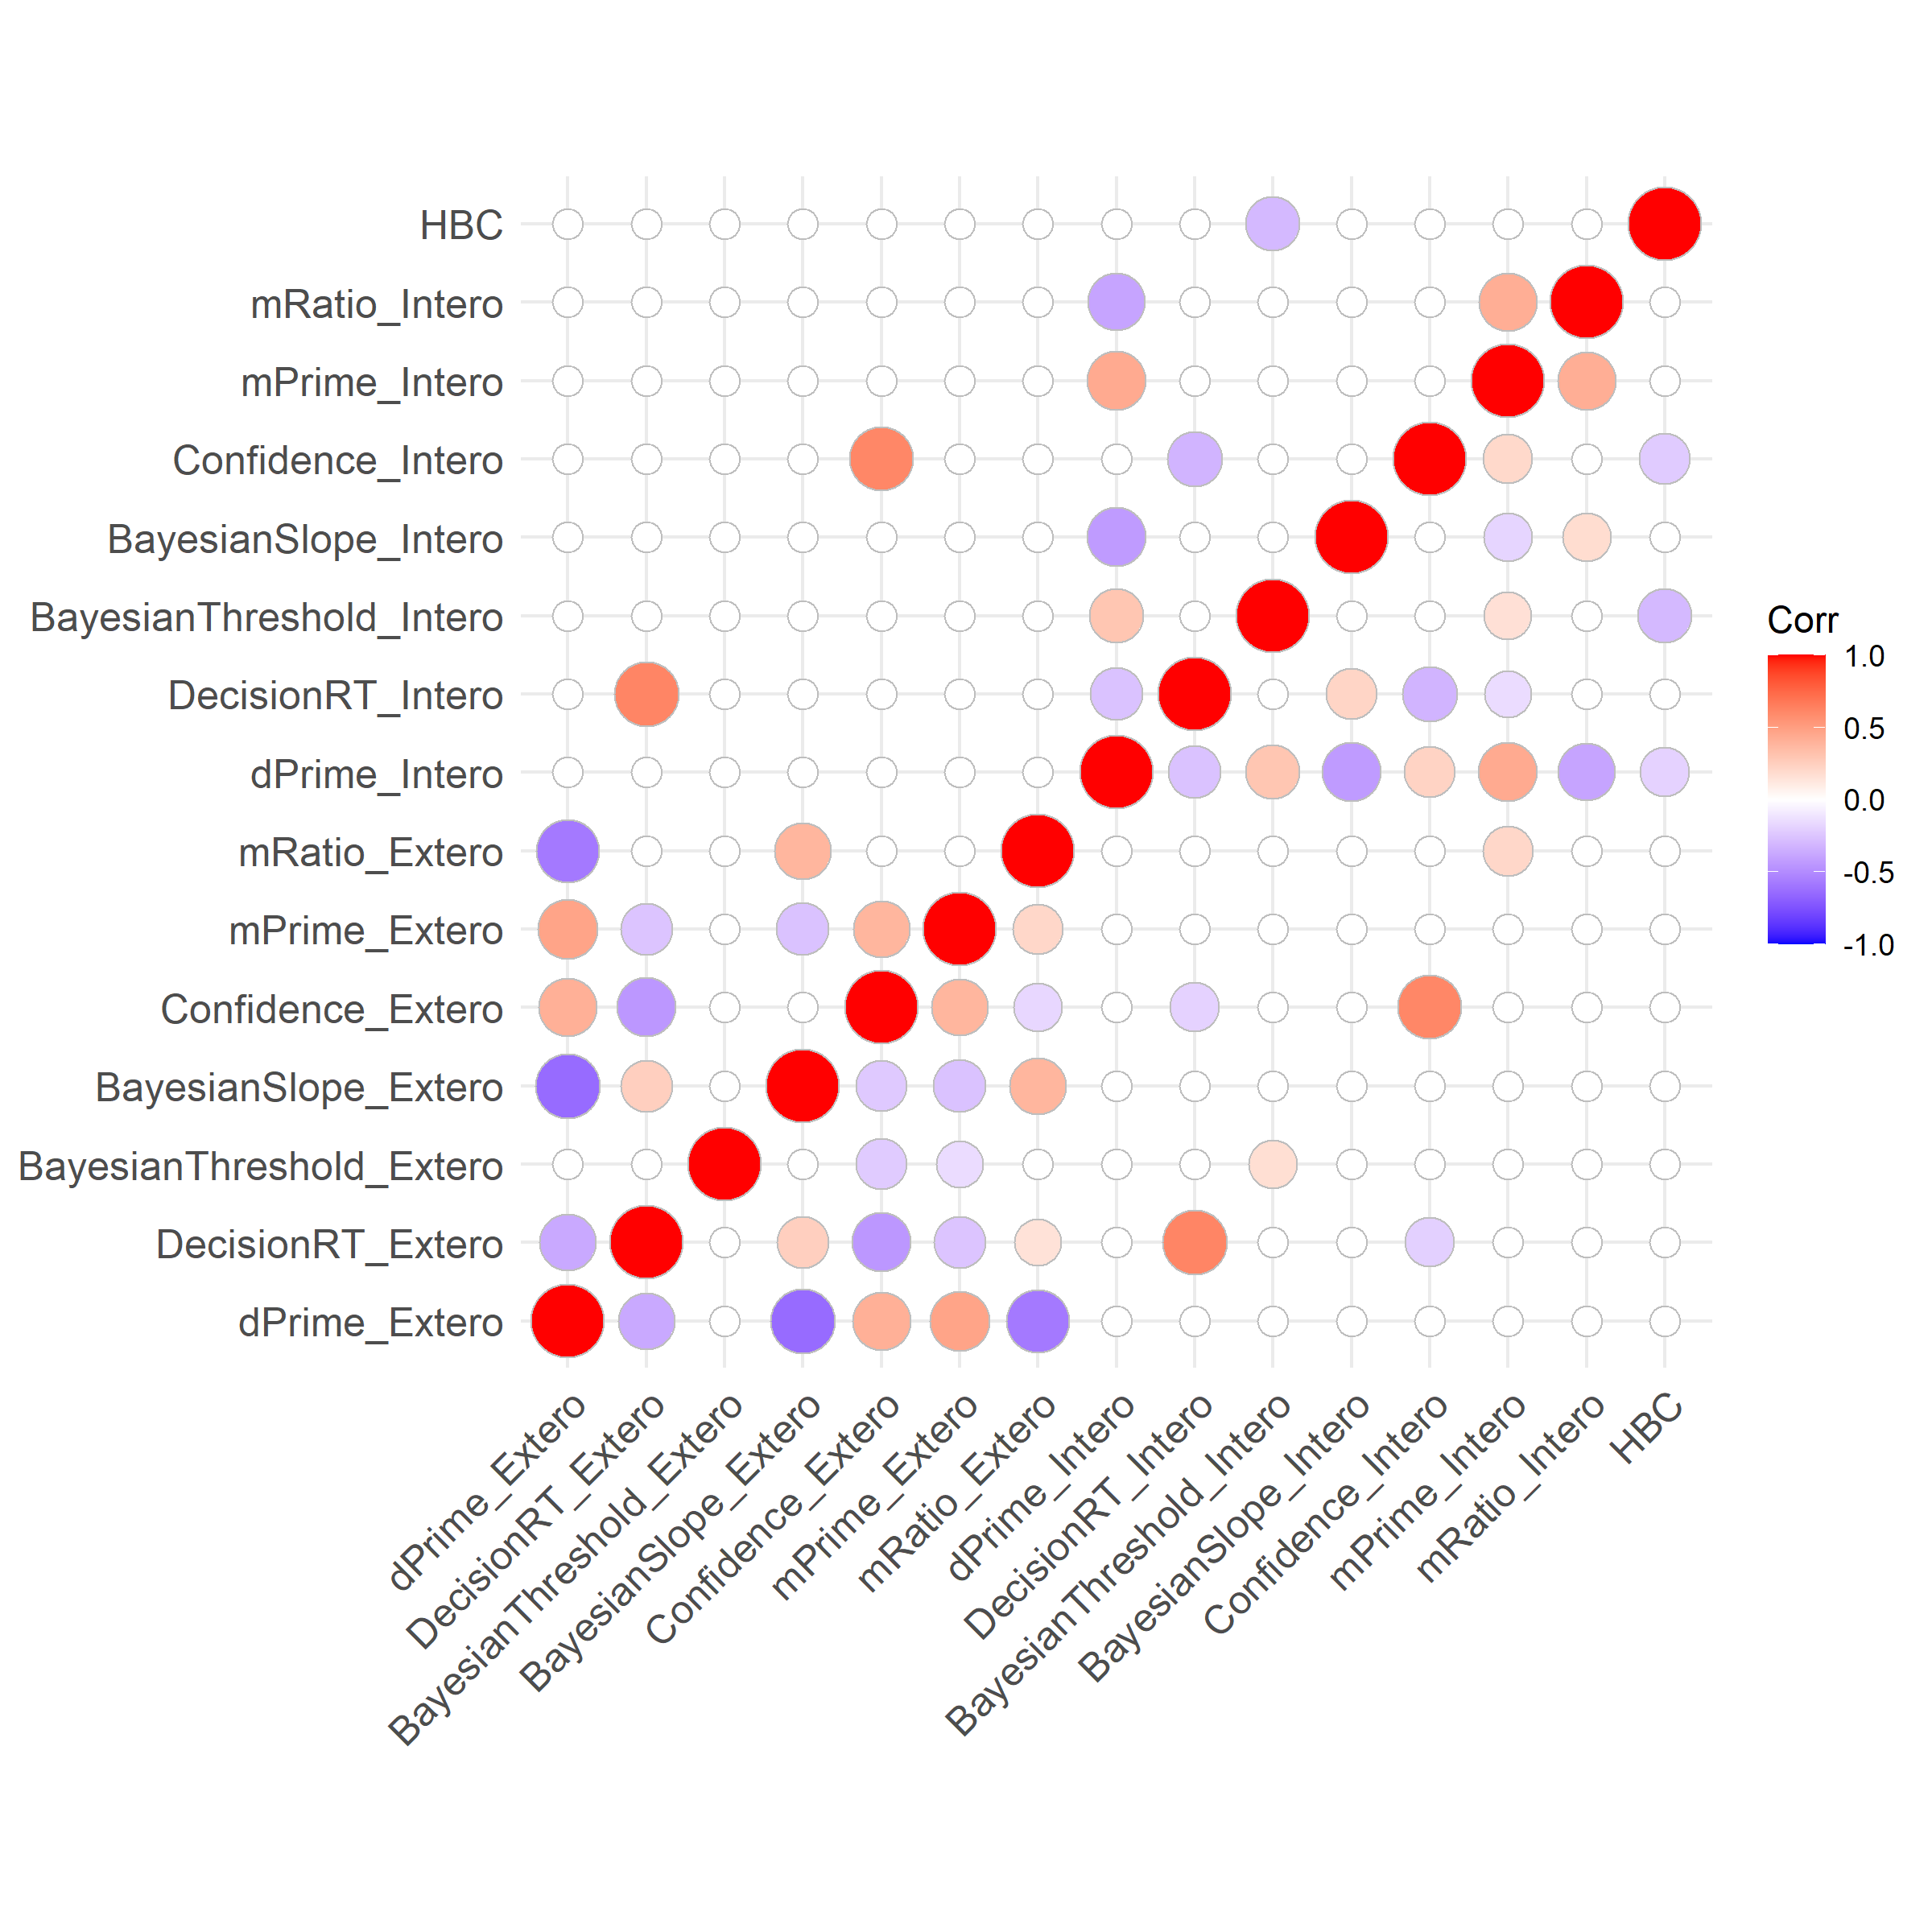 HBC
mRatio_Intero
mPrime_Intero
Confidence_Intero
BayesianSlope_Intero
BayesianThreshold_Intero
DecisionRT_Intero
dPrime_Intero
mRatio_Extero
mPrime_Extero
Confidence_Extero
BayesianSlope_Extero
BayesianThreshold_Extero
DecisionRT_Extero
dPrime_Extero
dPrime_Extero
DecisionRT_Extero
BayesianThreshold_Extero
BayesianSlope_Extero
Confidence_Extero
mPrime_Extero
mRatio_Extero
dPrime_Intero
DecisionRT_Intero
BayesianThreshold_Intero
BayesianSlope_Intero
Confidence_Intero
mPrime_Intero
mRatio_Intero
HBC
Corr
1.0
0.5
0.0
-0.5
-1.0